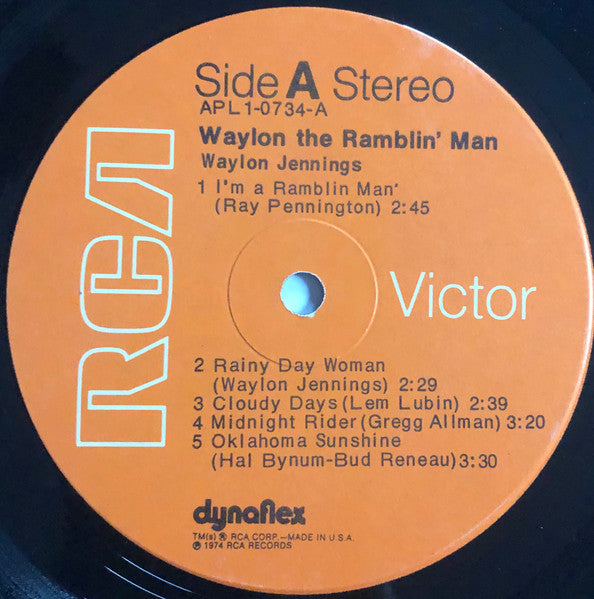 Side A Stereo
APL1-0734-A
Waylon the Ramblin' Man
Waylon Jennings
1 I'm a Ramblin Man'
(Ray Pennington) 2:45
RCA
Victor
2 Rainy Day Woman
(Waylon Jennings) 2:29
3 Cloudy Days (Lem Lubin) 2:39
4 Midnight Rider (Gregg Allman) 3:20
5 Oklahoma Sunshine
(Hal Bynum-Bud Reneau) 3:30
dynaflex
TM(s) ® RCA CORP.—MADE IN U.S.A.
℗ 1974 RCA RECORDS